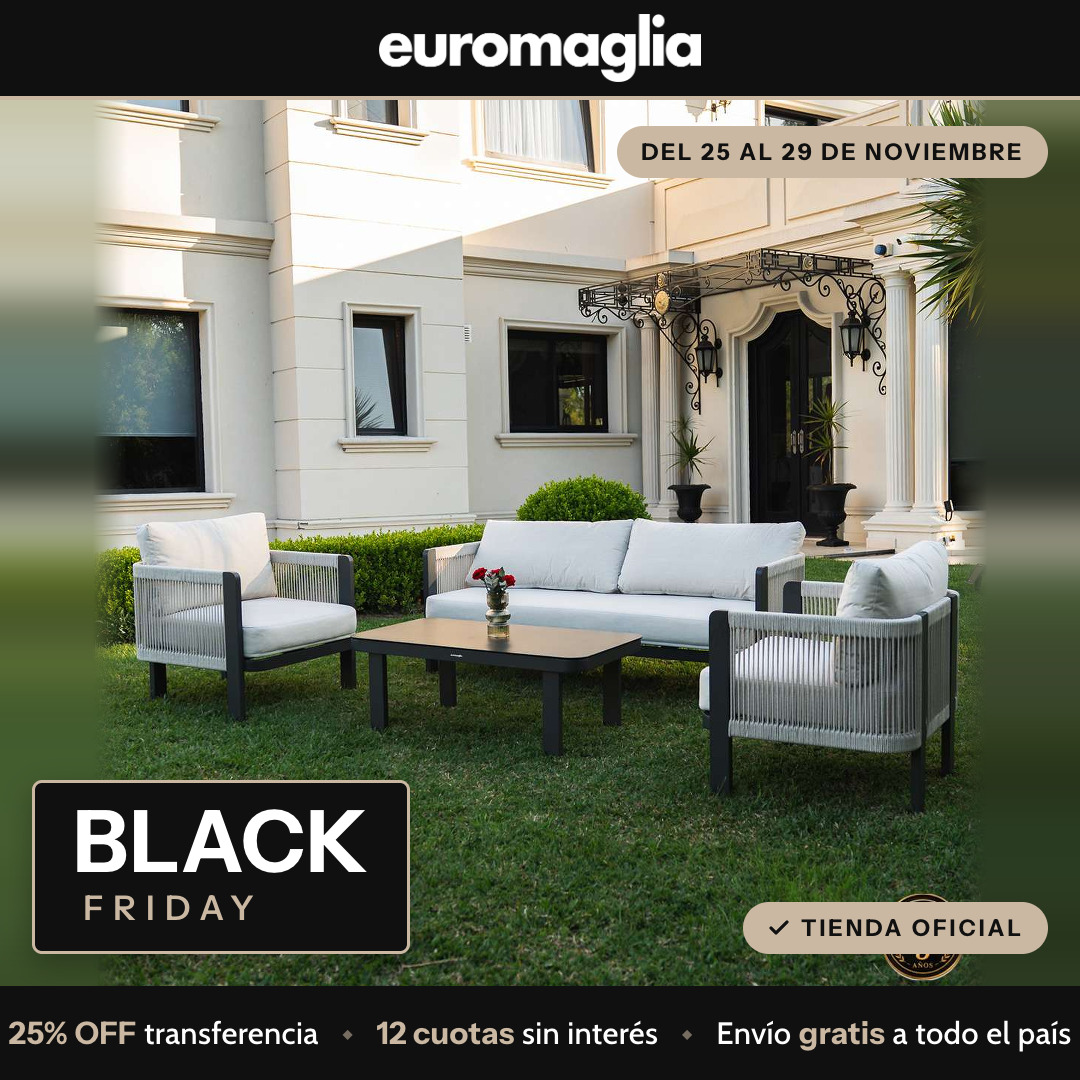 euromaglia
DEL 25 AL 29 DE NOVIEMBRE
BLACK
FRIDAY
✓ TIENDA OFICIAL
AÑOS
25% OFF transferencia ◆ 12 cuotas sin interés ◆ Envío gratis a todo el país